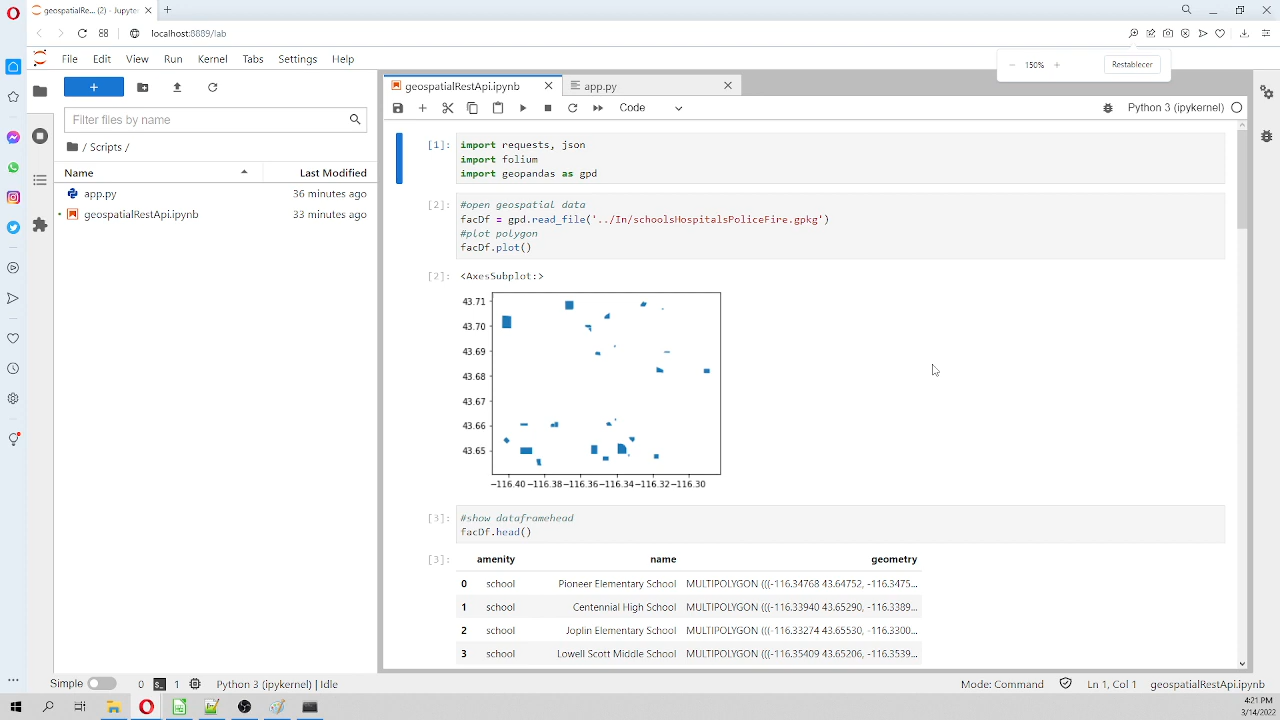 geospatialRe... (2) - Jupyte
localhost:8889/lab
File Edit View Run Kernel Tabs Settings Help
150%
Restablecer
geospatialRestApi.ipynb
app.py
Filter files by name
Code
Python 3 (ipykernel)
/ Scripts /
Name Last Modified
app.py 36 minutes ago
geospatialRestApi.ipynb 33 minutes ago
[1]:
import requests, json
import folium
import geopandas as gpd
[2]:
#open geospatial data
facDf = gpd.read_file('../In/schoolsHospitalsPoliceFire.gpkg')
#plot polygon
facDf.plot()
[2]: <AxesSubplot:>
43.71
43.70
43.69
43.68
43.67
43.66
43.65
−116.40 −116.38 −116.36 −116.34 −116.32 −116.30
[3]:
#show dataframehead
facDf.head()
[3]:
amenity name geometry
0 school Pioneer Elementary School MULTIPOLYGON (((-116.34768 43.64752, -116.3475...
1 school Centennial High School MULTIPOLYGON (((-116.33940 43.65290, -116.3389...
2 school Joplin Elementary School MULTIPOLYGON (((-116.33274 43.65530, -116.3300...
3 school Lowell Scott Middle School MULTIPOLYGON (((-116.35409 43.65206, -116.3539...
Simple 0 1 Python 3 (ipykernel) | Idle
Mode: Command Ln 1, Col 1 geospatialRestApi.ipynb
4:21 PM
3/14/2022